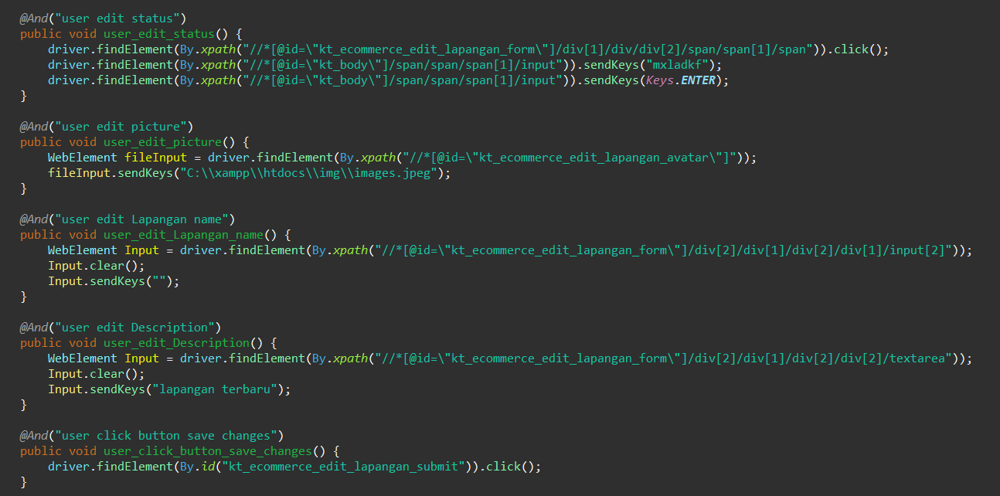 @And("user edit status")
public void user_edit_status() {
    driver.findElement(By.xpath("//*[@id=\"kt_ecommerce_edit_lapangan_form\"]/div[1]/div/div[2]/span/span[1]/span")).click();
    driver.findElement(By.xpath("//*[@id=\"kt_body\"]/span/span/span[1]/input")).sendKeys("mxladkf");
    driver.findElement(By.xpath("//*[@id=\"kt_body\"]/span/span/span[1]/input")).sendKeys(Keys.ENTER);
}
@And("user edit picture")
public void user_edit_picture() {
    WebElement fileInput = driver.findElement(By.xpath("//*[@id=\"kt_ecommerce_edit_lapangan_avatar\"]"));
    fileInput.sendKeys("C:\\xampp\\htdocs\\img\\images.jpeg");
}
@And("user edit Lapangan name")
public void user_edit_Lapangan_name() {
    WebElement Input = driver.findElement(By.xpath("//*[@id=\"kt_ecommerce_edit_lapangan_form\"]/div[2]/div[1]/div[2]/div[1]/input[2]"));
    Input.clear();
    Input.sendKeys("");
}
@And("user edit Description")
public void user_edit_Description() {
    WebElement Input = driver.findElement(By.xpath("//*[@id=\"kt_ecommerce_edit_lapangan_form\"]/div[2]/div[1]/div[2]/div[2]/textarea"));
    Input.clear();
    Input.sendKeys("lapangan terbaru");
}
@And("user click button save changes")
public void user_click_button_save_changes() {
    driver.findElement(By.id("kt_ecommerce_edit_lapangan_submit")).click();
}